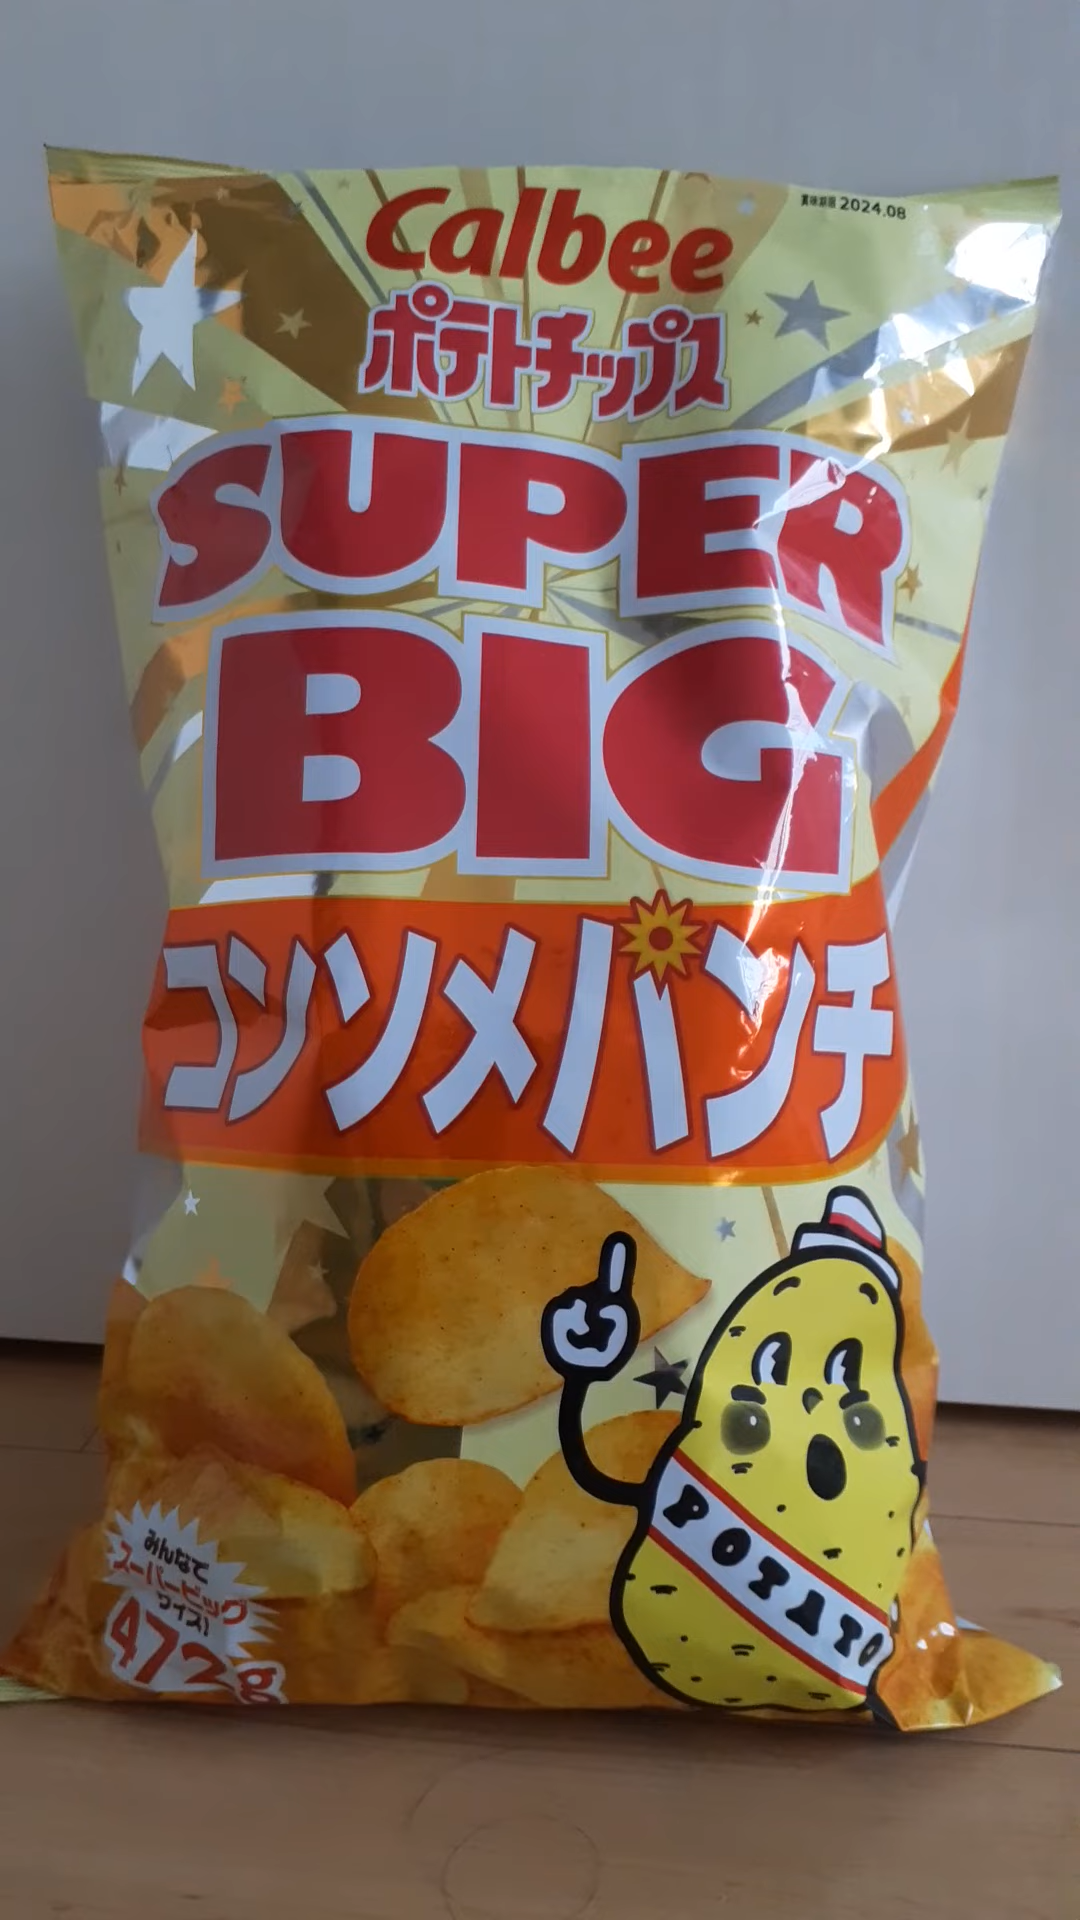 賞味期限 2024.08
Calbee
ポテトチップス
SUPER
BIG
コンソメパンチ
POTATO
みんなで
スーパービッグ
サイズ!
472g